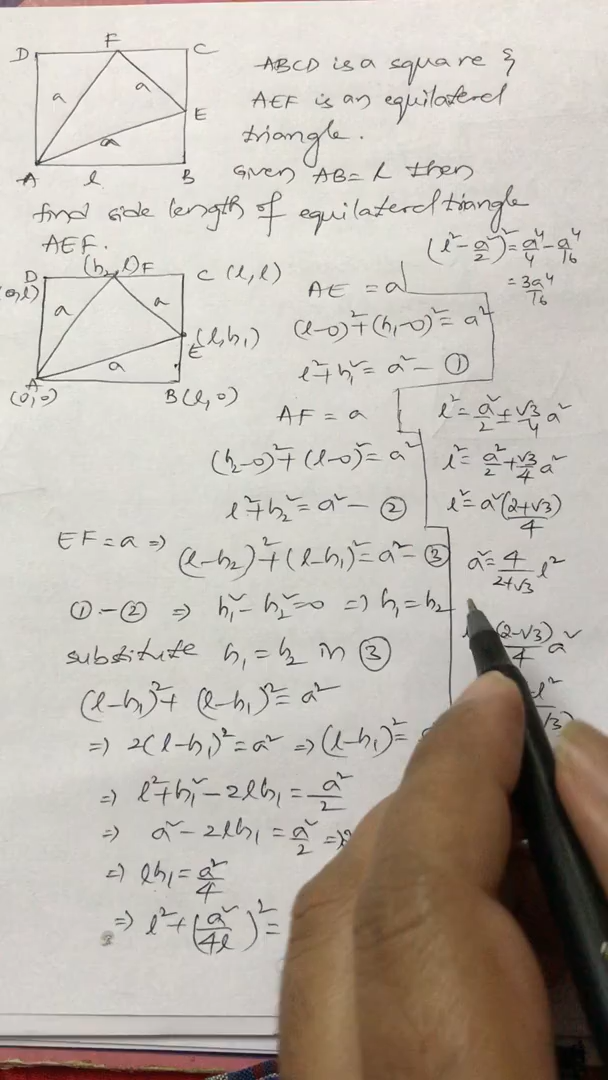 D F C
a a
E
a
A l B
ABCD is a square &
AEF is an equilateral
triangle.
Given AB = l then
find side length of equilateral triangle
AEF.
(l² - a²/2)² = a⁴/4 - a⁴/16
= 3a⁴/16
D (h₂, l) F C (l, l)
(0,l)
a a
E (l, h₁)
a
A
(0,0) B(l, 0)
AE = a
(l-0)² + (h₁-0)² = a²
l² + h₁² = a² — ①
AF = a
(h₂-0)² + (l-0)² = a²
l² + h₂² = a² — ②
EF = a ⇒
(l-h₂)² + (l-h₁)² = a² — ③
① - ② ⇒ h₁² - h₂² = 0 ⇒ h₁ = h₂
substitute h₁ = h₂ in ③
(l-h₁)² + (l-h₁)² = a²
⇒ 2(l-h₁)² = a² ⇒ (l-h₁)² =
⇒ l² + h₁² - 2lh₁ = a²/2
⇒ a² - 2lh₁ = a²/2 ⇒
⇒ lh₁ = a²/4
⇒ l² + (a²/4l)² =
l² = a²/2 ± √3/4 a²
l² = a²/2 + √3/4 a²
l² = a²(2+√3)/4
a² = 4/2+√3 l²
(2-√3)/4 a²